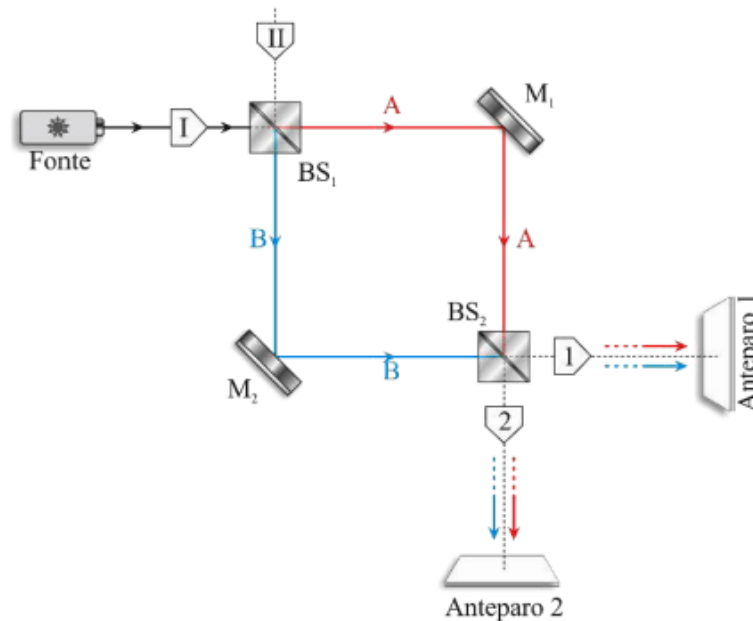 II
A
M₁
I
Fonte
BS₁
B
A
BS₂
1
Anteparo 1
M₂
B
2
Anteparo 2